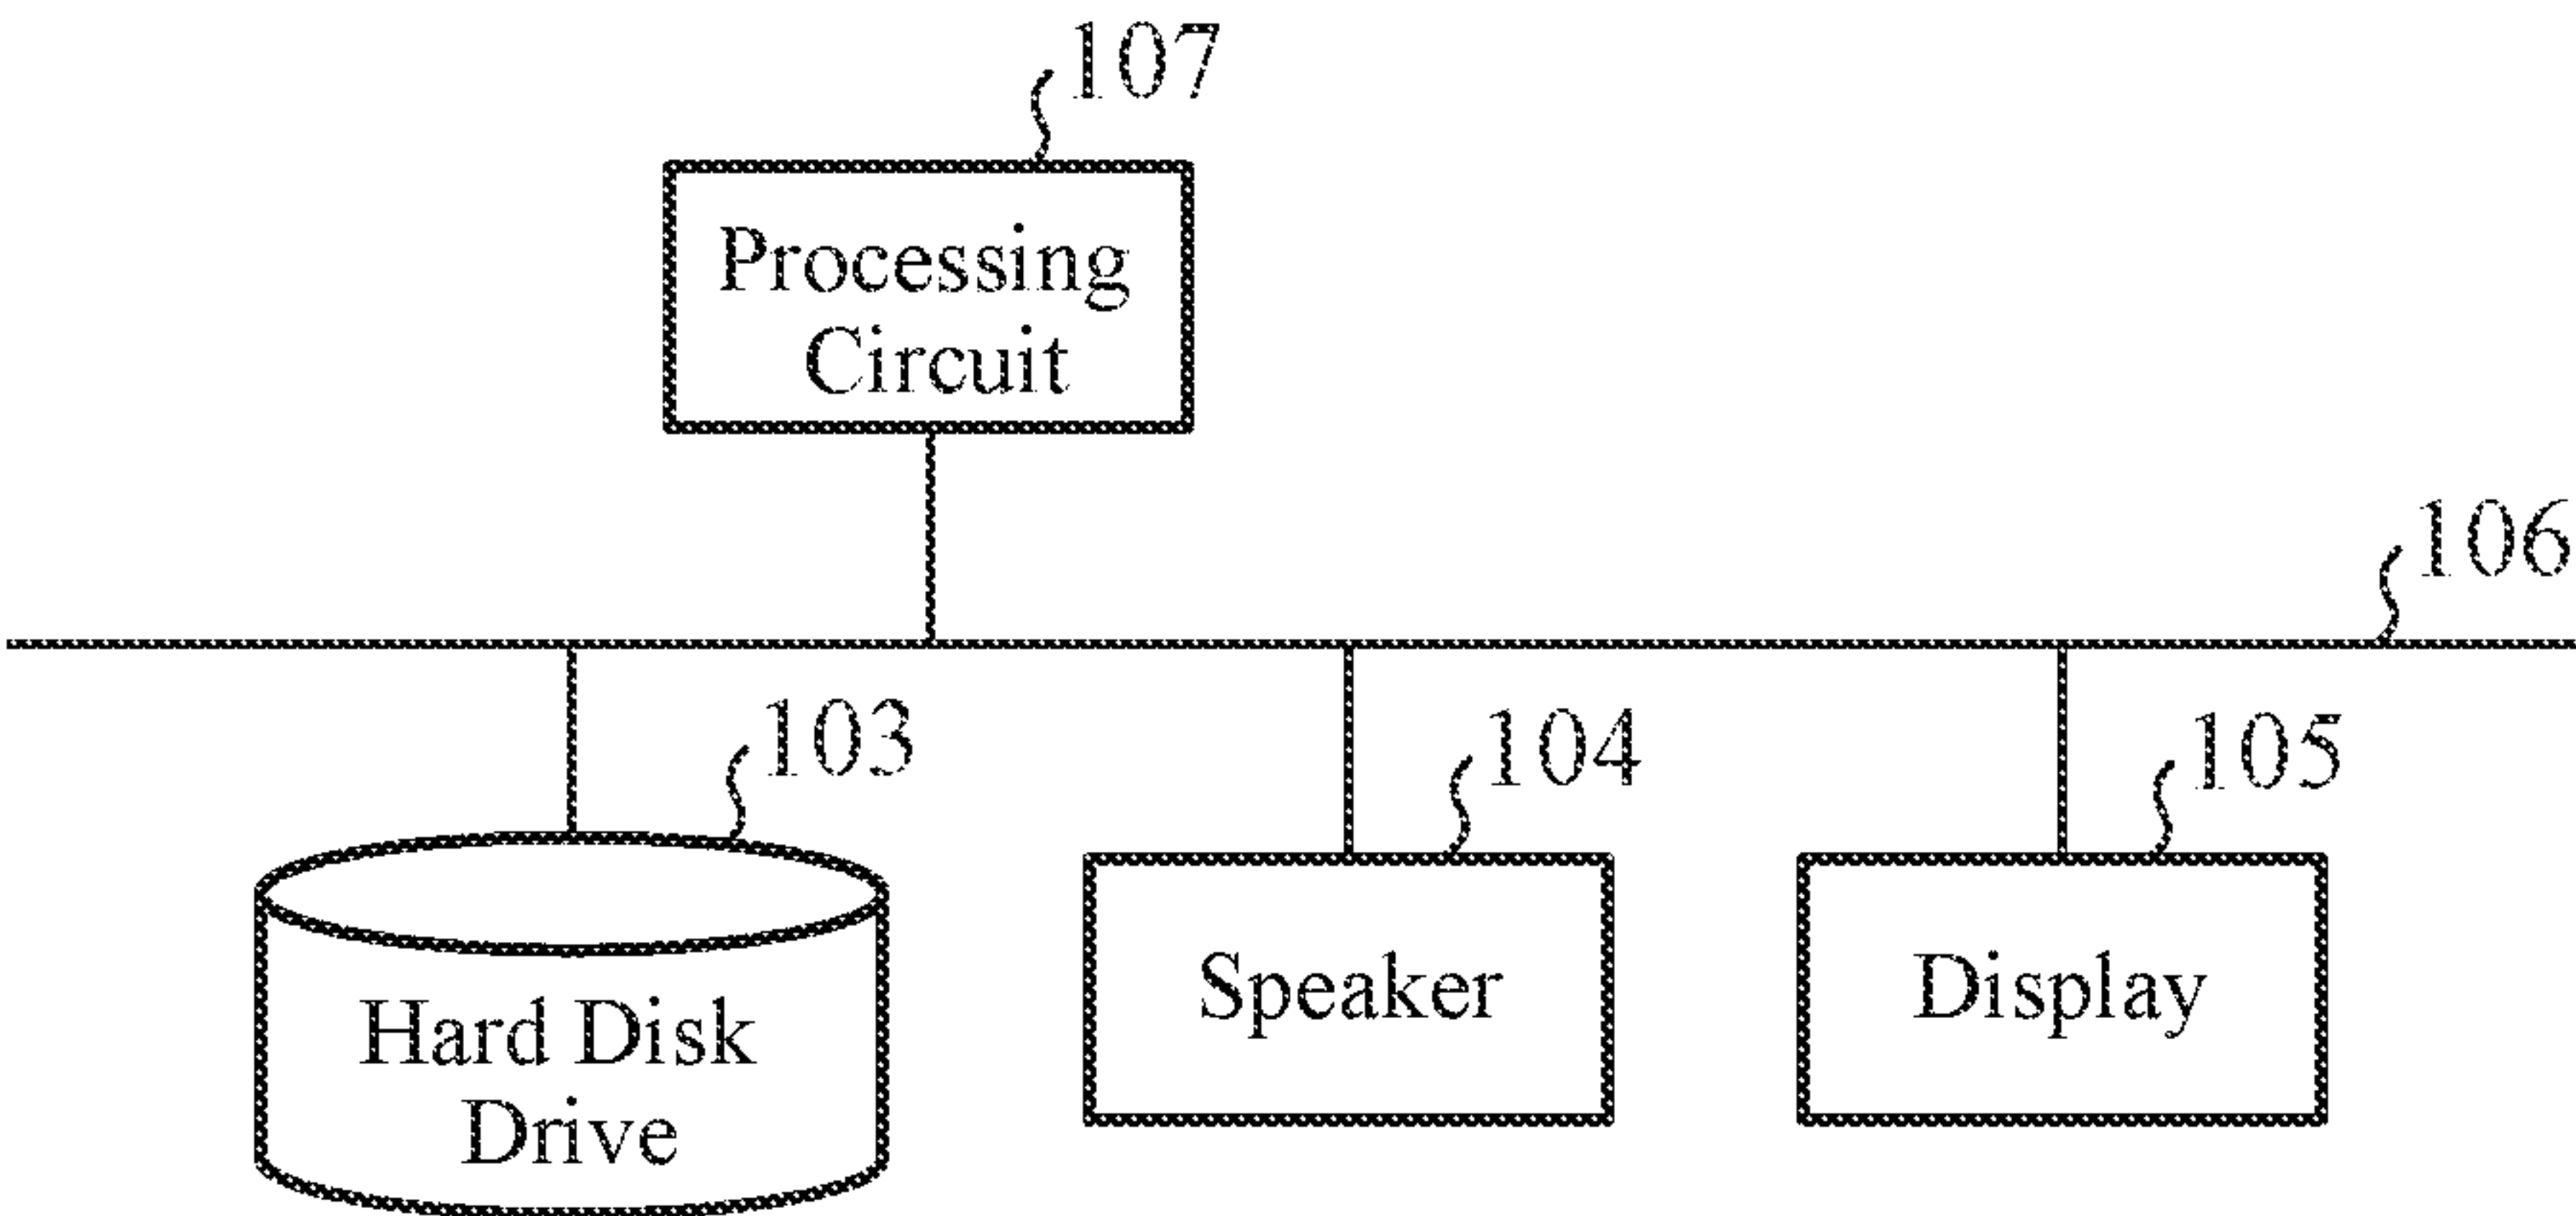 107
Processing
Circuit
106
103
104
105
Hard Disk
Drive
Speaker
Display